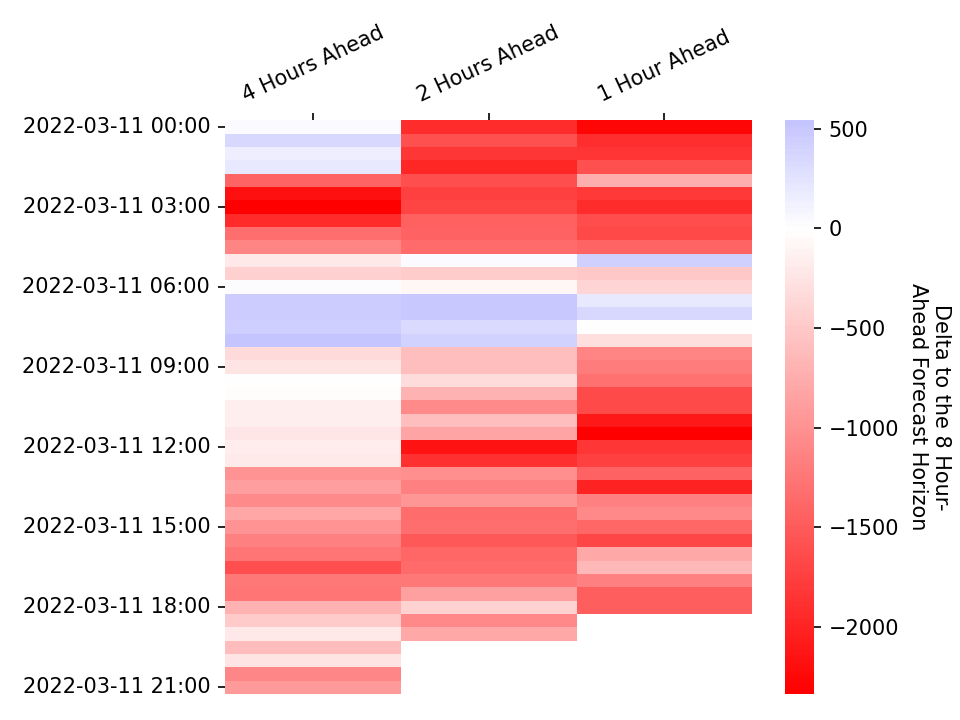 4 Hours Ahead
2 Hours Ahead
1 Hour Ahead
2022-03-11 00:00
2022-03-11 03:00
2022-03-11 06:00
2022-03-11 09:00
2022-03-11 12:00
2022-03-11 15:00
2022-03-11 18:00
2022-03-11 21:00
500
0
−500
−1000
−1500
−2000
Delta to the 8 Hour-
Ahead Forecast Horizon